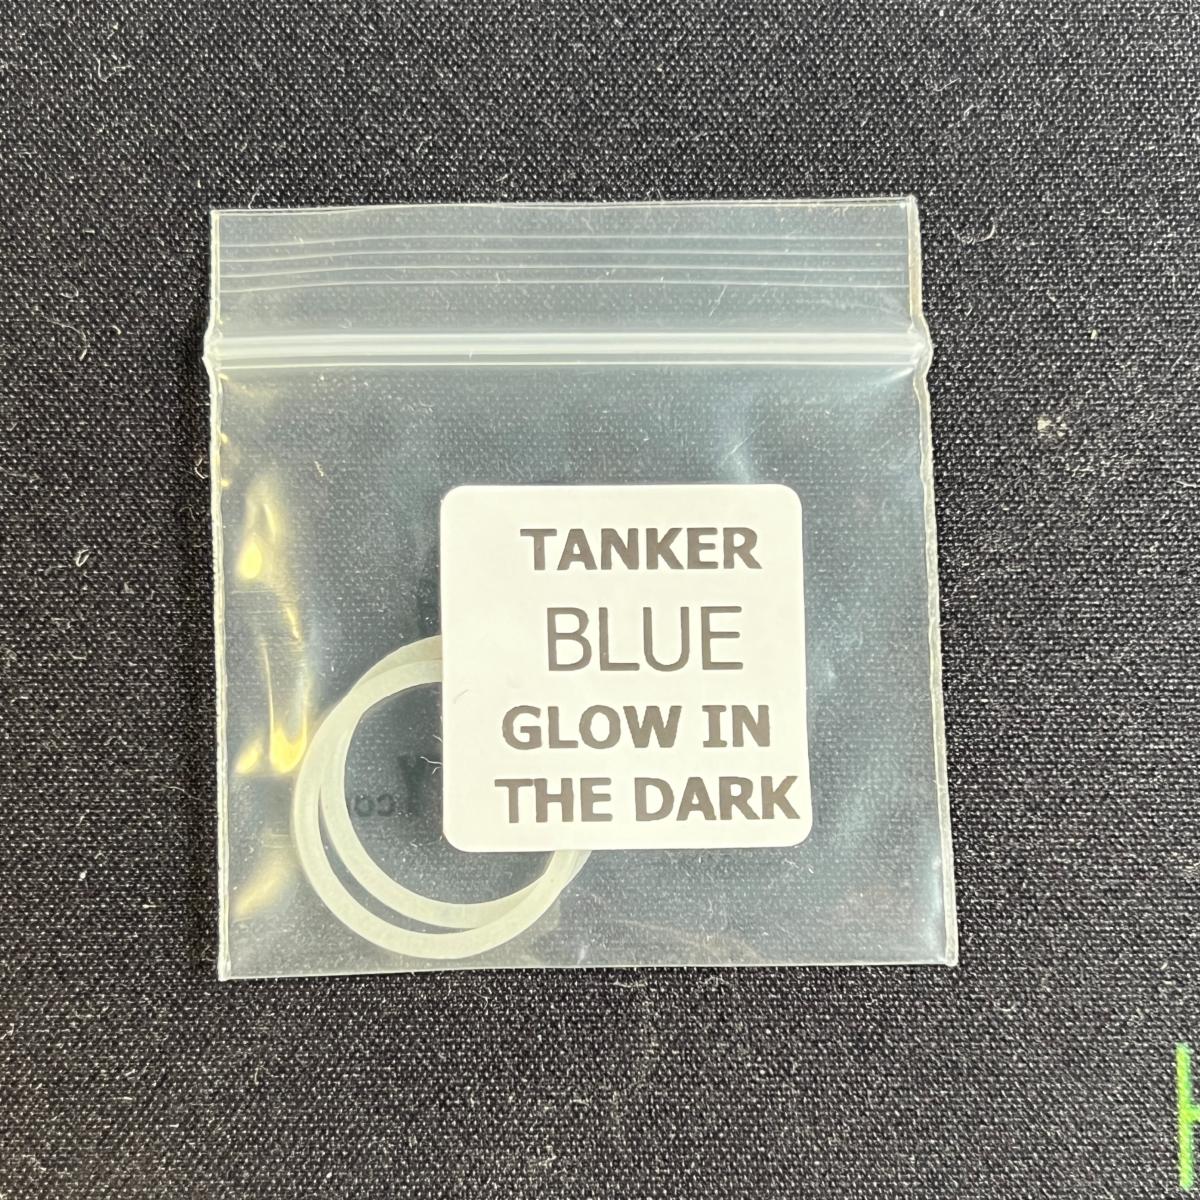 TANKER
BLUE
GLOW IN
THE DARK